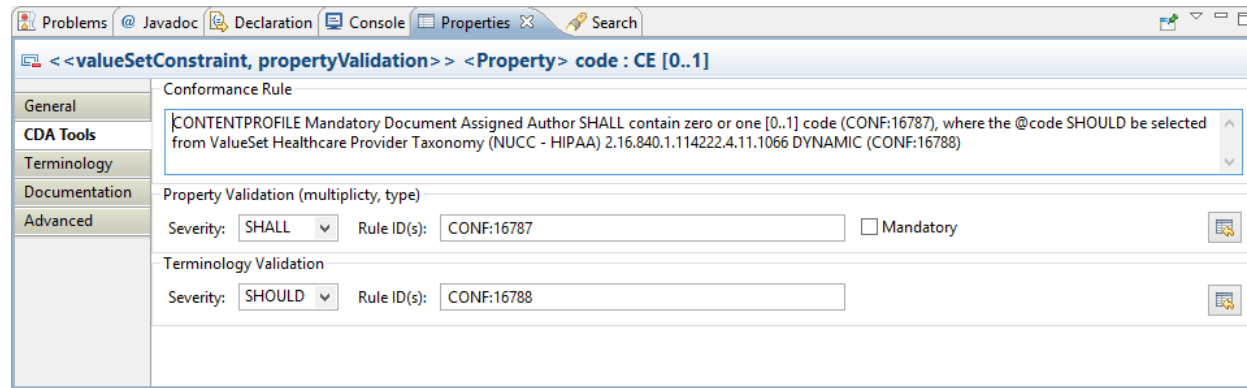 Problems @ Javadoc Declaration Console Properties Search
<<valueSetConstraint, propertyValidation>> <Property> code : CE [0..1]
General
CDA Tools
Terminology
Documentation
Advanced
Conformance Rule
CONTENTPROFILE Mandatory Document Assigned Author SHALL contain zero or one [0..1] code (CONF:16787), where the @code SHOULD be selected
from ValueSet Healthcare Provider Taxonomy (NUCC - HIPAA) 2.16.840.1.114222.4.11.1066 DYNAMIC (CONF:16788)
Property Validation (multiplicty, type)
Severity: SHALL Rule ID(s): CONF:16787 Mandatory
Terminology Validation
Severity: SHOULD Rule ID(s): CONF:16788